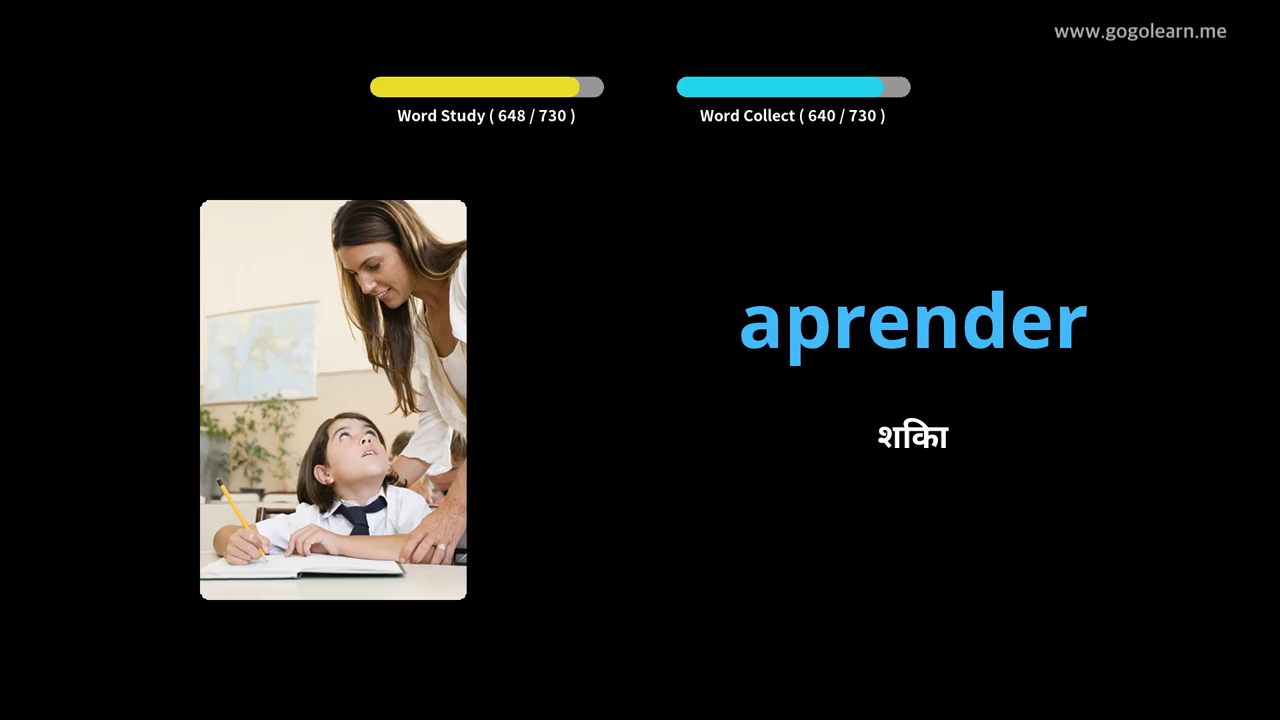 www.gogolearn.me
Word Study ( 648 / 730 )
Word Collect ( 640 / 730 )
aprender
शकिा